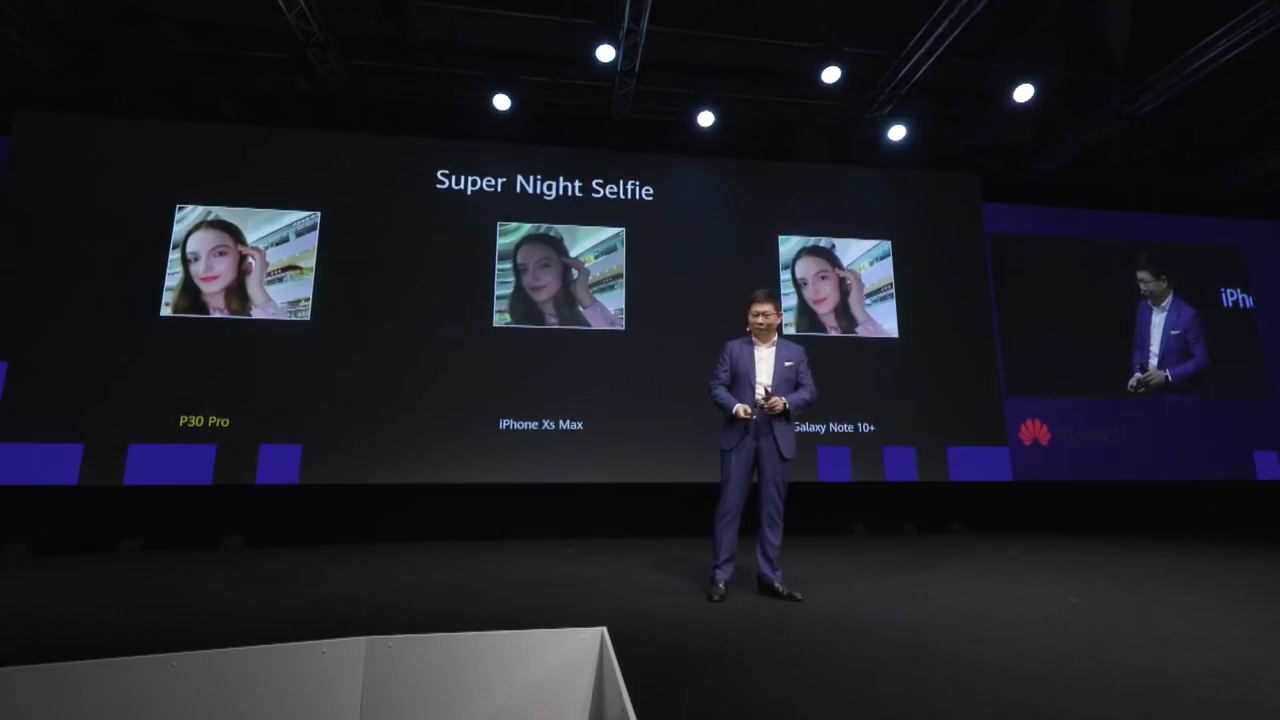 Super Night Selfie
P30 Pro
iPhone Xs Max
Galaxy Note 10+
iPh